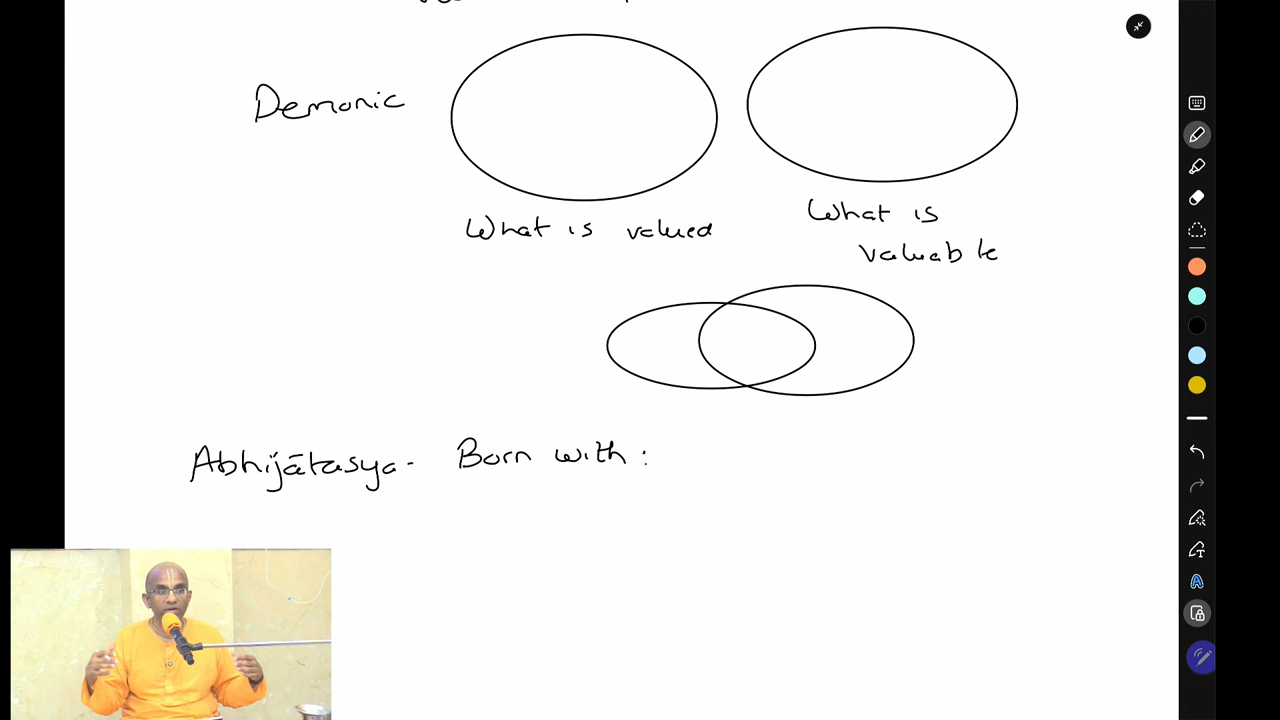 Demonic
What is valued
What is
valuable
Abhijātasya - Born with :